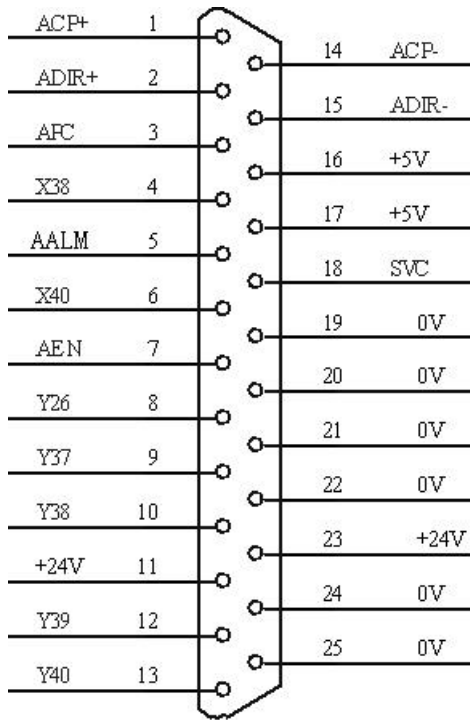 ACP+ 1
ADIR+ 2
AFC 3
X38 4
AALM 5
X40 6
AEN 7
Y26 8
Y37 9
Y38 10
+24V 11
Y39 12
Y40 13
14 ACP-
15 ADIR-
16 +5V
17 +5V
18 SVC
19 0V
20 0V
21 0V
22 0V
23 +24V
24 0V
25 0V